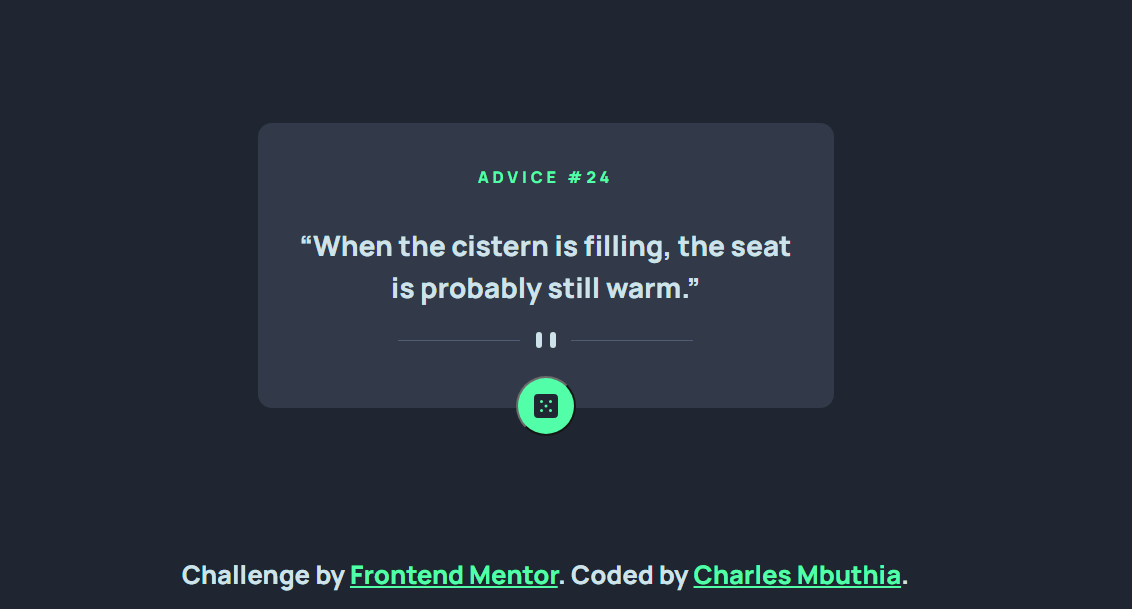 ADVICE #24
“When the cistern is filling, the seat
is probably still warm.”
Challenge by Frontend Mentor. Coded by Charles Mbuthia.